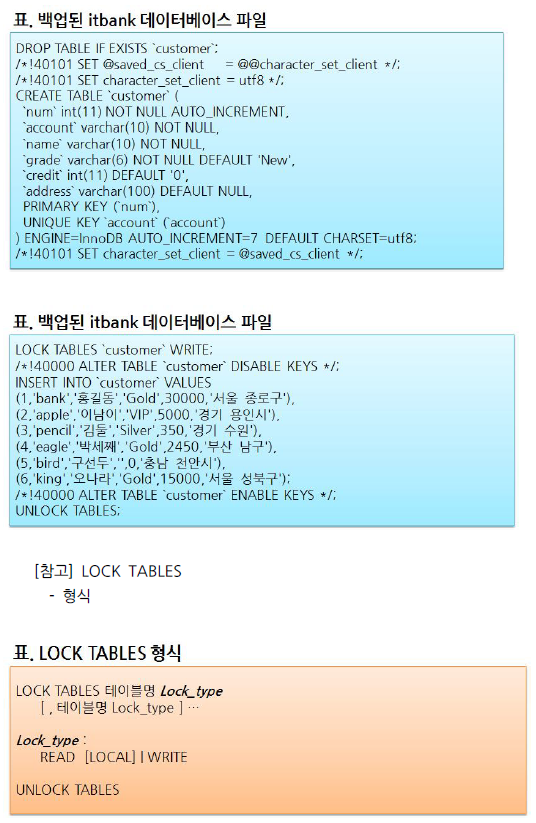 표. 백업된 itbank 데이터베이스 파일
DROP TABLE IF EXISTS `customer`;
/*!40101 SET @saved_cs_client = @@character_set_client */;
/*!40101 SET character_set_client = utf8 */;
CREATE TABLE `customer` (
`num` int(11) NOT NULL AUTO_INCREMENT,
`account` varchar(10) NOT NULL,
`name` varchar(10) NOT NULL,
`grade` varchar(6) NOT NULL DEFAULT 'New',
`credit` int(11) DEFAULT '0',
`address` varchar(100) DEFAULT NULL,
PRIMARY KEY (`num`),
UNIQUE KEY `account` (`account`)
) ENGINE=InnoDB AUTO_INCREMENT=7 DEFAULT CHARSET=utf8;
/*!40101 SET character_set_client = @saved_cs_client */;
표. 백업된 itbank 데이터베이스 파일
LOCK TABLES `customer` WRITE;
/*!40000 ALTER TABLE `customer` DISABLE KEYS */;
INSERT INTO `customer` VALUES
(1,'bank','홍길동','Gold',30000,'서울 종로구'),
(2,'apple','이남이','VIP',5000,'경기 용인시'),
(3,'pencil','김둘','Silver',350,'경기 수원'),
(4,'eagle','박세째','Gold',2450,'부산 남구'),
(5,'bird','구선두','',0,'충남 천안시'),
(6,'king','오나라','Gold',15000,'서울 성북구');
/*!40000 ALTER TABLE `customer` ENABLE KEYS */;
UNLOCK TABLES;
[참고] LOCK TABLES
- 형식
표. LOCK TABLES 형식
LOCK TABLES 테이블명 Lock_type
[ , 테이블명 Lock_type ] …
Lock_type :
READ [LOCAL] | WRITE
UNLOCK TABLES